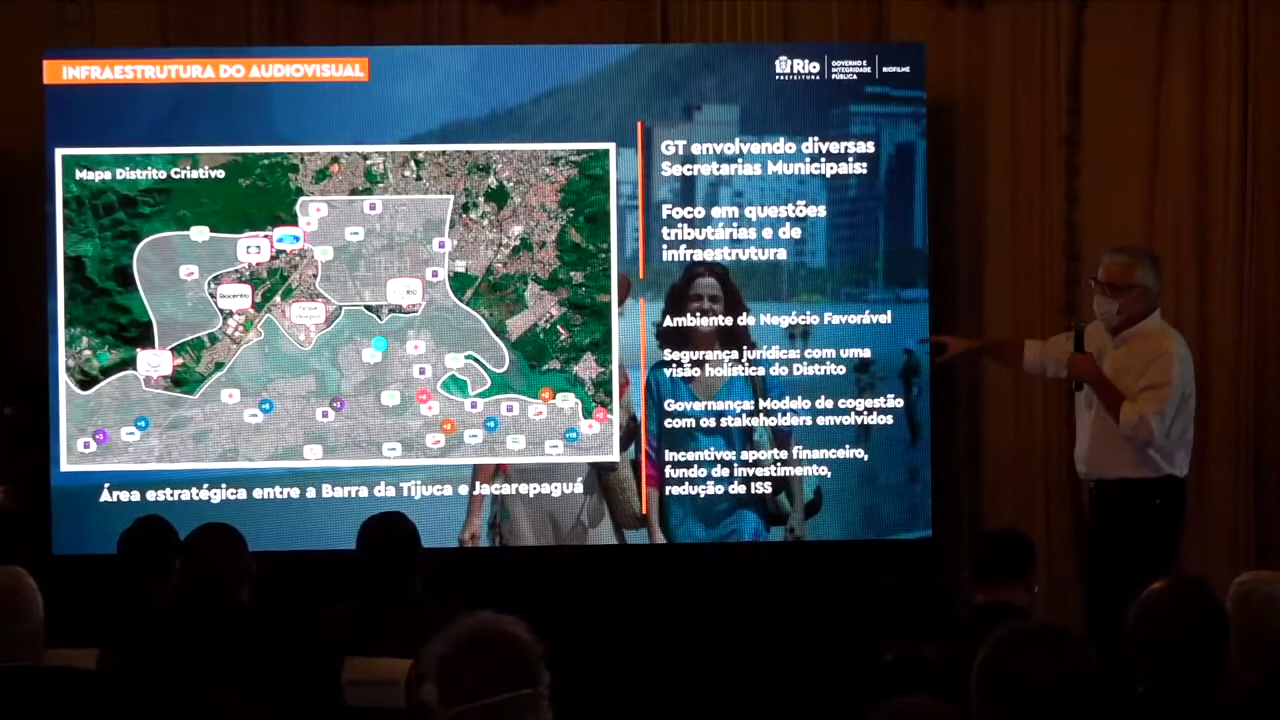 INFRAESTRUTURA DO AUDIOVISUAL
Rio
PREFEITURA
GOVERNO E
INTEGRIDADE
PÚBLICA
RIOFILME
Mapa Distrito Criativo
Riocentro
Parque
Olímpico
Área estratégica entre a Barra da Tijuca e Jacarepaguá
GT envolvendo diversas
Secretarias Municipais:
Foco em questões
tributárias e de
infraestrutura
Ambiente de Negócio Favorável
Segurança jurídica: com uma
visão holística do Distrito
Governança: Modelo de cogestão
com os stakeholders envolvidos
Incentivo: aporte financeiro,
fundo de investimento,
redução de ISS